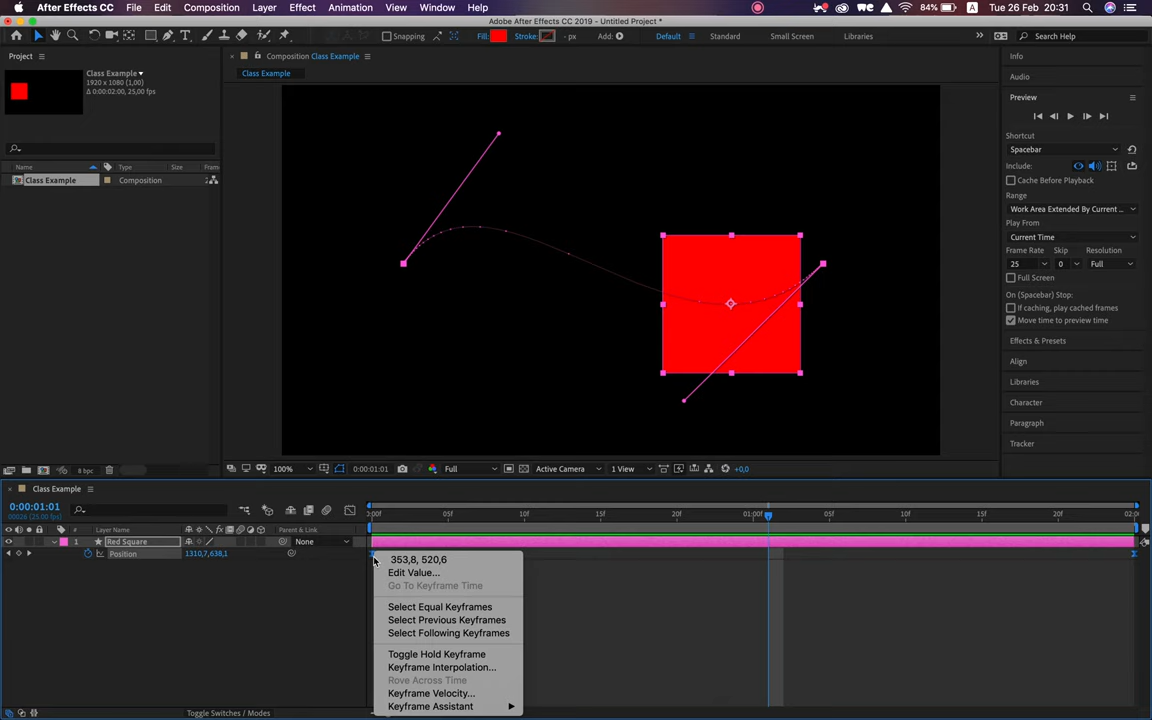 After Effects CC File Edit Composition Layer Effect Animation View Window Help 84% A Tue 26 Feb 20:31
Adobe After Effects CC 2019 - Untitled Project *
Snapping Fill: Stroke: - px Add: Default Standard Small Screen Libraries Search Help
Project
Class Example
1920 x 1080 (1,00)
Δ 0:00:02:00, 25,00 fps
Name Type Size Fram
Class Example Composition
8 bpc
Composition Class Example
Class Example
100% 0:00:01:01 Full Active Camera 1 View +0,0
Info
Audio
Preview
Shortcut
Spacebar
Include:
Cache Before Playback
Range
Work Area Extended By Current ...
Play From
Current Time
Frame Rate Skip Resolution
25 0 Full
Full Screen
On (Spacebar) Stop:
If caching, play cached frames
Move time to preview time
Effects & Presets
Align
Libraries
Character
Paragraph
Tracker
Class Example
0:00:01:01
00026 (25.00 fps)
0:00f 05f 10f 15f 20f 01:00f 05f 10f 15f 20f 02:0
# Layer Name Parent & Link
1 Red Square None
Position 1310,7,638,1
353,8, 520,6
Edit Value...
Go To Keyframe Time
Select Equal Keyframes
Select Previous Keyframes
Select Following Keyframes
Toggle Hold Keyframe
Keyframe Interpolation...
Rove Across Time
Keyframe Velocity...
Keyframe Assistant
Toggle Switches / Modes